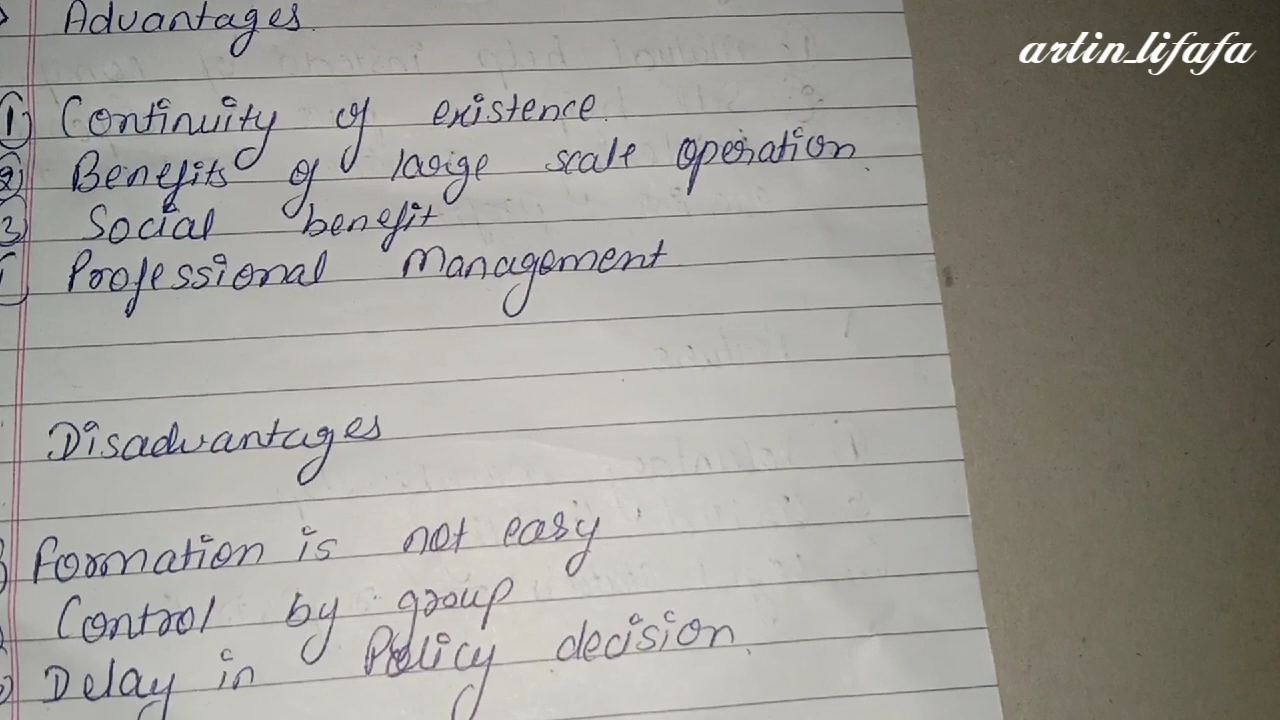 Advantages.
artin_lifafa
① Continuity of existence.
② Benefits of large scale operation.
③ Social benefit
Professional Management
Disadvantages
Formation is not easy
Control by group
Delay in Policy decision.